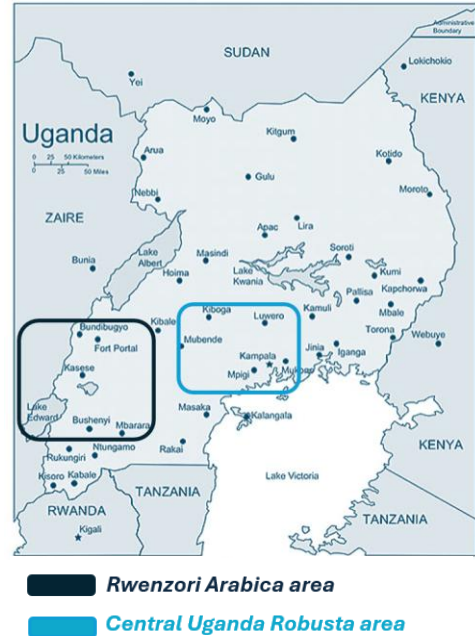 Administrative
Boundary
SUDAN
Lokichokio
Yei
KENYA
Moyo
Kitgum
Uganda
Arua
Kotido
0 25 50 Kilometers
0 25 50 Miles
Gulu
Nebbi
Moroto
ZAIRE
Apac
Lira
Lake
Albert
Soroti
Bunia
Masindi
Hoima
Lake
Kwania
Kumi
Kapchorwa
Pallisa
Mbale
Kiboga
Luwero
Kamuli
Bundibugyo
Kibale
Torona
Webuye
Fort Portal
Mubende
Iganga
Kampala
Jinja
Kasese
Mpigi
Mukono
Lake
Edward
Masaka
Kalangala
Bushenyi
Mbarara
KENYA
Rukungiri
Ntungamo
Rakai
Kisoro
Kabale
Lake Victoria
TANZANIA
RWANDA
TANZANIA
Kigali
Rwenzori Arabica area
Central Uganda Robusta area